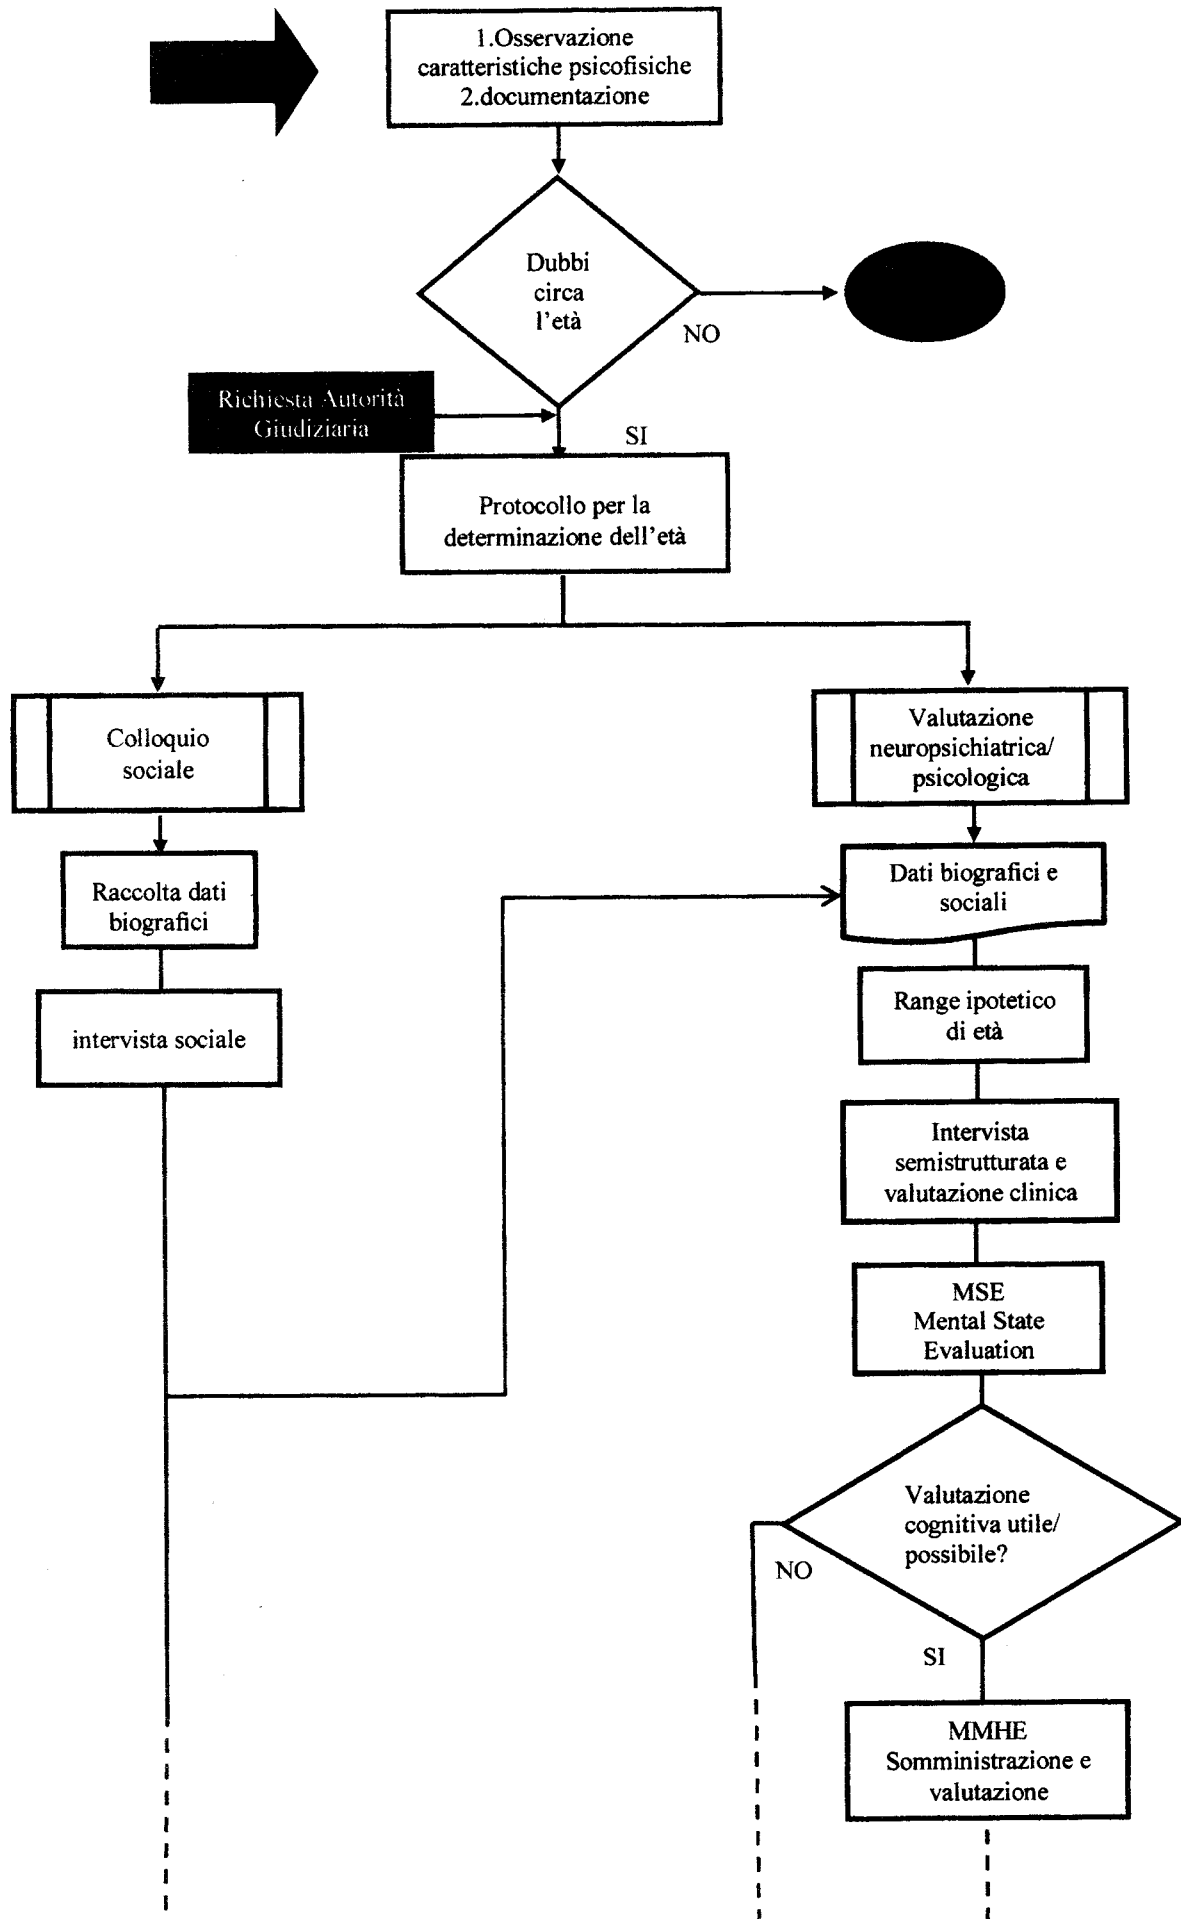 1.Osservazione
caratteristiche psicofisiche
2.documentazione
Dubbi
circa
l'età
NO
Richiesta Autorità
Giudiziaria
SI
Protocollo per la
determinazione dell'età
Colloquio
sociale
Valutazione
neuropsichiatrica/
psicologica
Raccolta dati
biografici
Dati biografici e
sociali
intervista sociale
Range ipotetico
di età
Intervista
semistrutturata e
valutazione clinica
MSE
Mental State
Evaluation
Valutazione
cognitiva utile/
possibile?
NO
SI
MMHE
Somministrazione e
valutazione